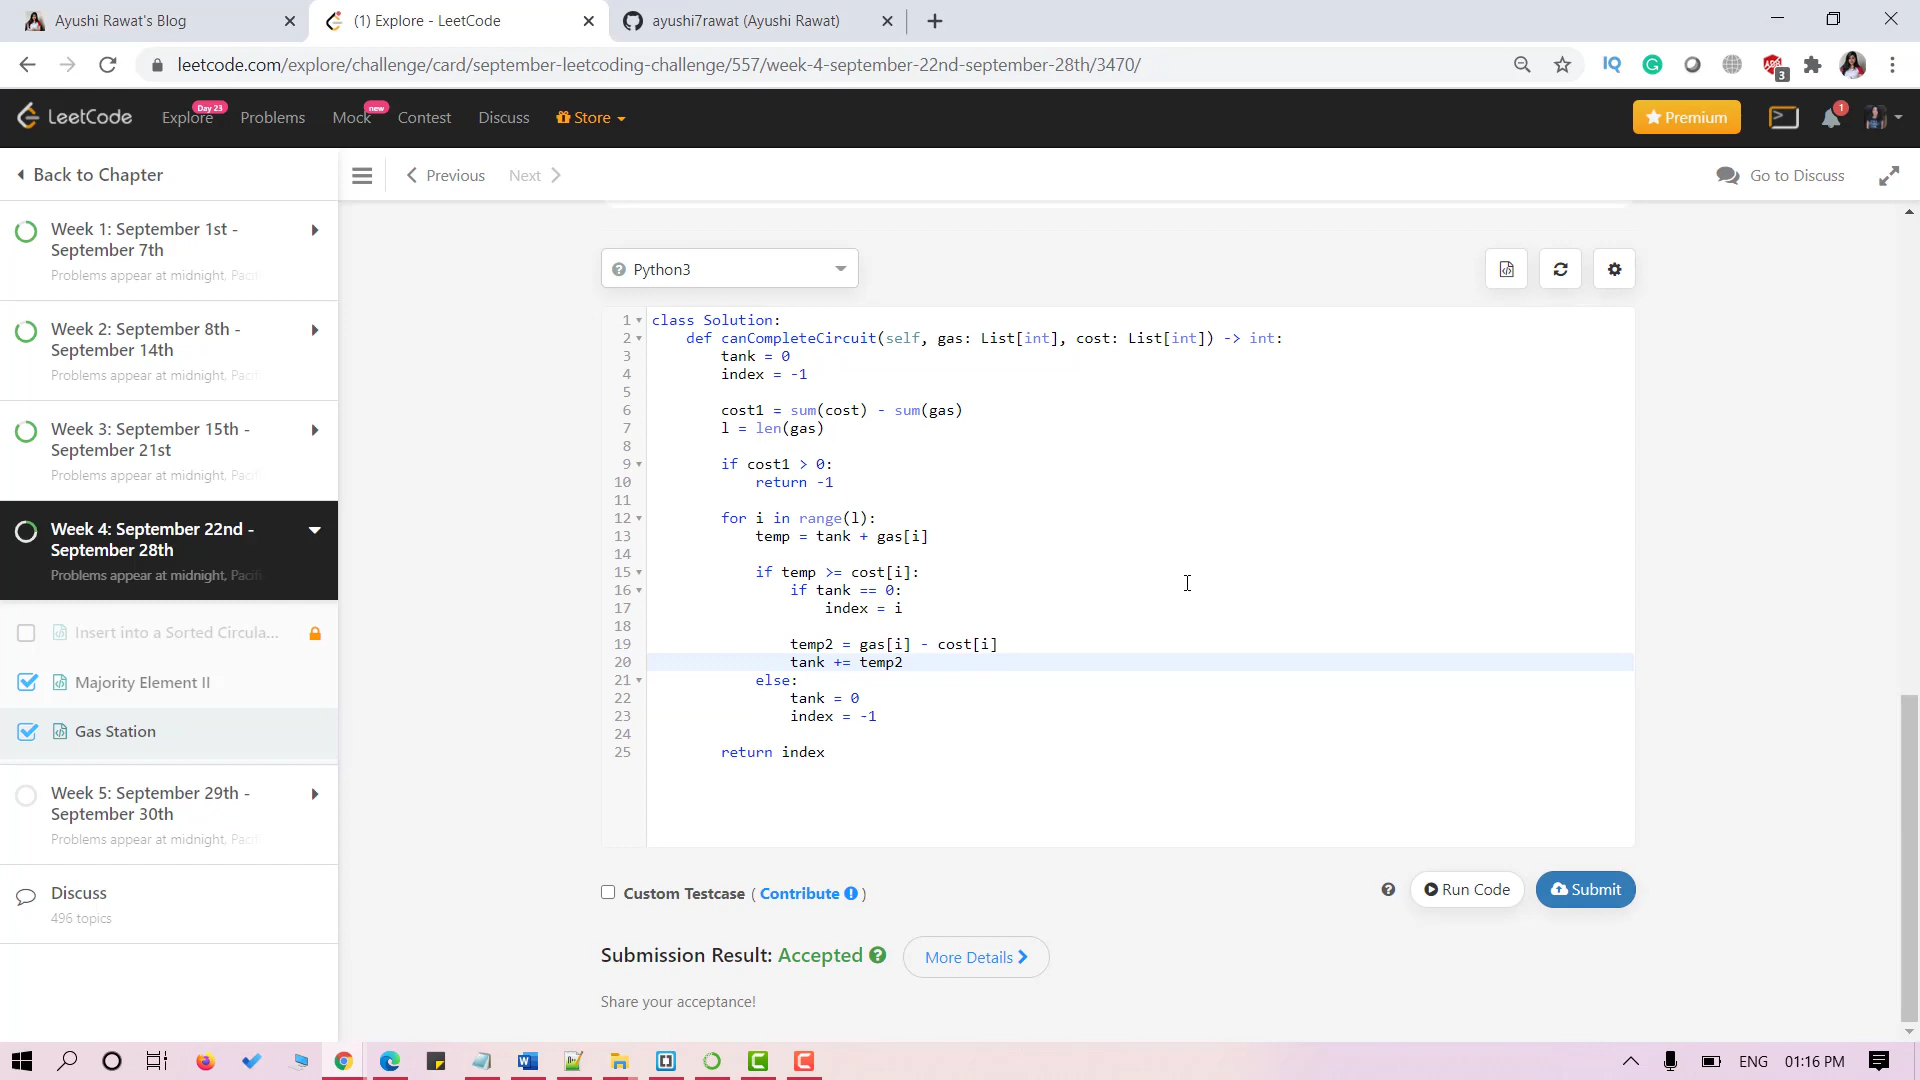 Ayushi Rawat's Blog
(1) Explore - LeetCode
ayushi7rawat (Ayushi Rawat)
leetcode.com/explore/challenge/card/september-leetcoding-challenge/557/week-4-september-22nd-september-28th/3470/
IQ
3
LeetCode
Explore
Day 23
Problems
Mock
new
Contest
Discuss
Store
Premium
1
Back to Chapter
Previous
Next
Go to Discuss
Week 1: September 1st -
September 7th
Problems appear at midnight, Paci
Week 2: September 8th -
September 14th
Problems appear at midnight, Paci
Week 3: September 15th -
September 21st
Problems appear at midnight, Paci
Week 4: September 22nd -
September 28th
Problems appear at midnight, Pacif
Insert into a Sorted Circula...
Majority Element II
Gas Station
Week 5: September 29th -
September 30th
Problems appear at midnight, Paci
Discuss
496 topics
Python3
1 class Solution:
2 def canCompleteCircuit(self, gas: List[int], cost: List[int]) -> int:
3 tank = 0
4 index = -1
5
6 cost1 = sum(cost) - sum(gas)
7 l = len(gas)
8
9 if cost1 > 0:
10 return -1
11
12 for i in range(l):
13 temp = tank + gas[i]
14
15 if temp >= cost[i]:
16 if tank == 0:
17 index = i
18
19 temp2 = gas[i] - cost[i]
20 tank += temp2
21 else:
22 tank = 0
23 index = -1
24
25 return index
Custom Testcase ( Contribute )
Run Code
Submit
Submission Result: Accepted
More Details
Share your acceptance!
ENG
01:16 PM